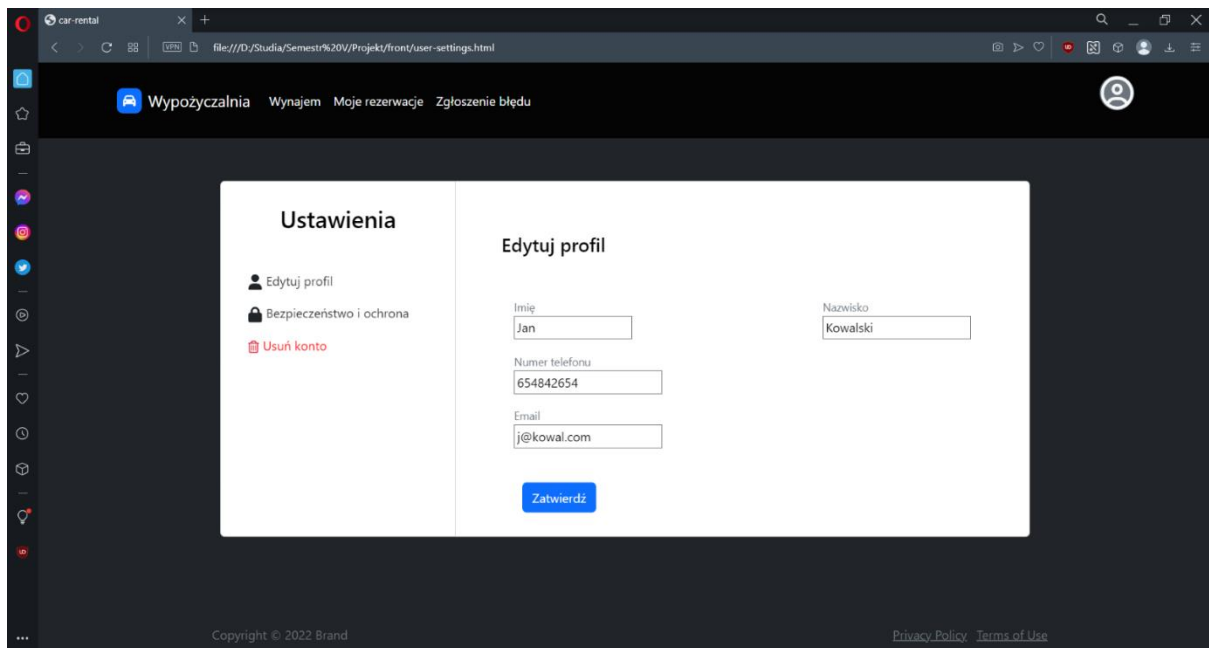 car-rental
VPN file:///D:/Studia/Semestr%20V/Projekt/front/user-settings.html
Wypożyczalnia Wynajem Moje rezerwacje Zgłoszenie błędu
Ustawienia
Edytuj profil
Bezpieczeństwo i ochrona
Usuń konto
Edytuj profil
Imię Nazwisko
Jan Kowalski
Numer telefonu
654842654
Email
j@kowal.com
Zatwierdź
Copyright © 2022 Brand Privacy Policy Terms of Use